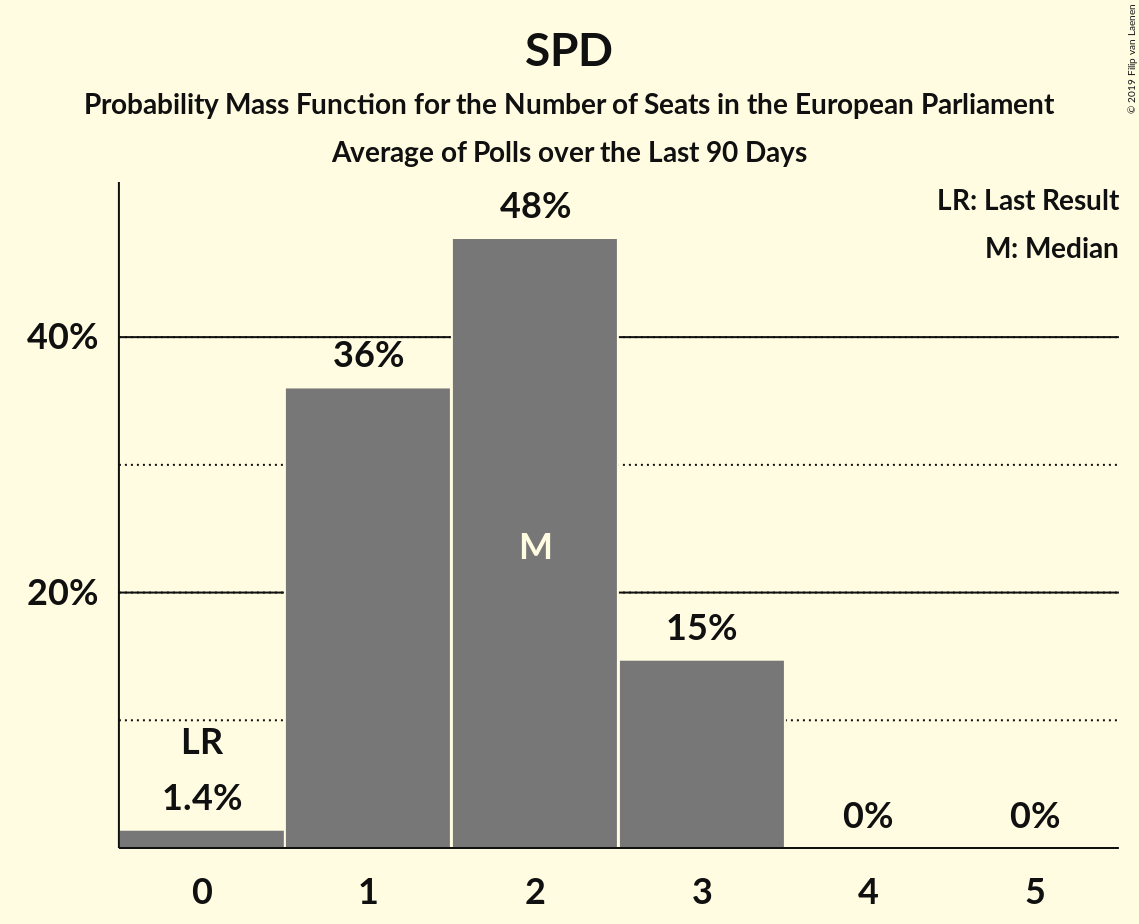 SPD
Probability Mass Function for the Number of Seats in the European Parliament
Average of Polls over the Last 90 Days
© 2019 Filip van Laenen
LR: Last Result
M: Median
48%
40%
36%
M
20%
15%
LR
1.4%
0%
0%
0 1 2 3 4 5